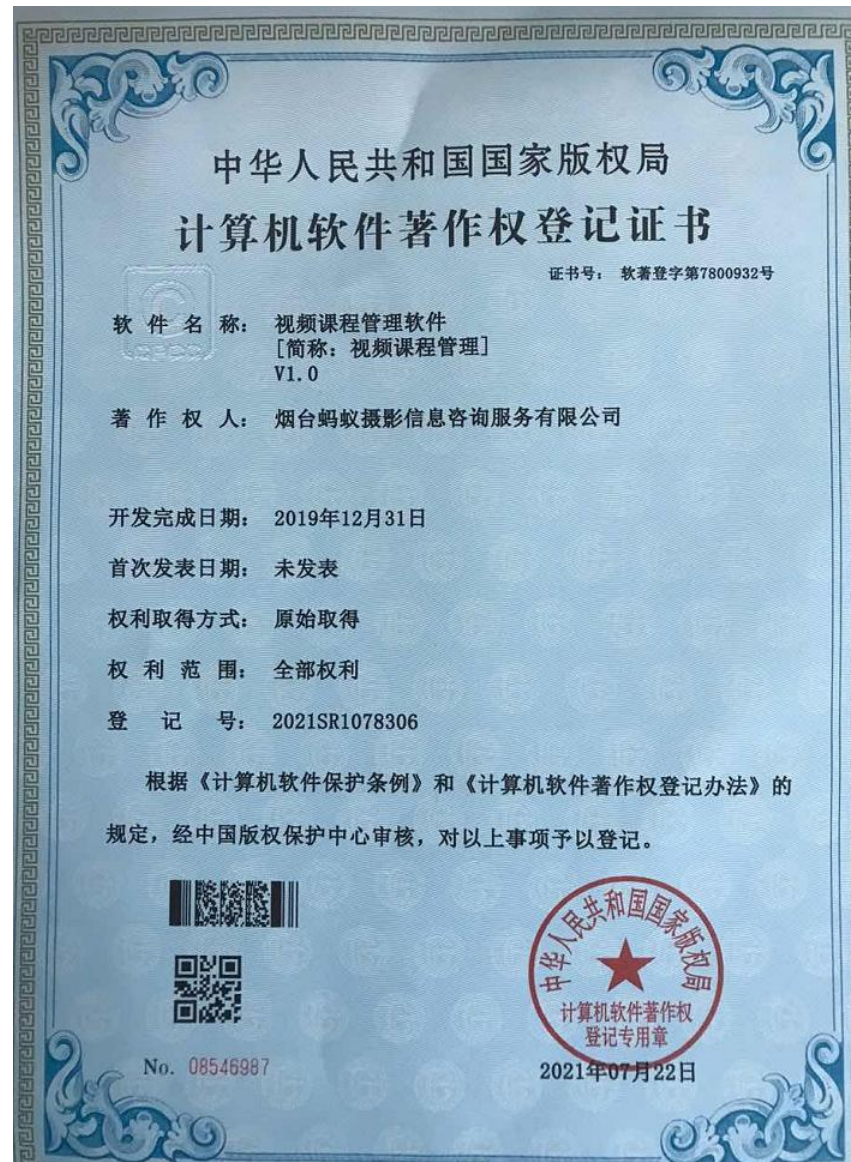 中华人民共和国国家版权局
计算机软件著作权登记证书
证书号： 软著登字第7800932号
软件名称： 视频课程管理软件
[简称：视频课程管理]
V1.0
著作权人： 烟台蚂蚁摄影信息咨询服务有限公司
开发完成日期： 2019年12月31日
首次发表日期： 未发表
权利取得方式： 原始取得
权利范围： 全部权利
登记号： 2021SR1078306
根据《计算机软件保护条例》和《计算机软件著作权登记办法》的
规定，经中国版权保护中心审核，对以上事项予以登记。
中华人民共和国国家版权局
计算机软件著作权
登记专用章
No. 08546987
2021年07月22日